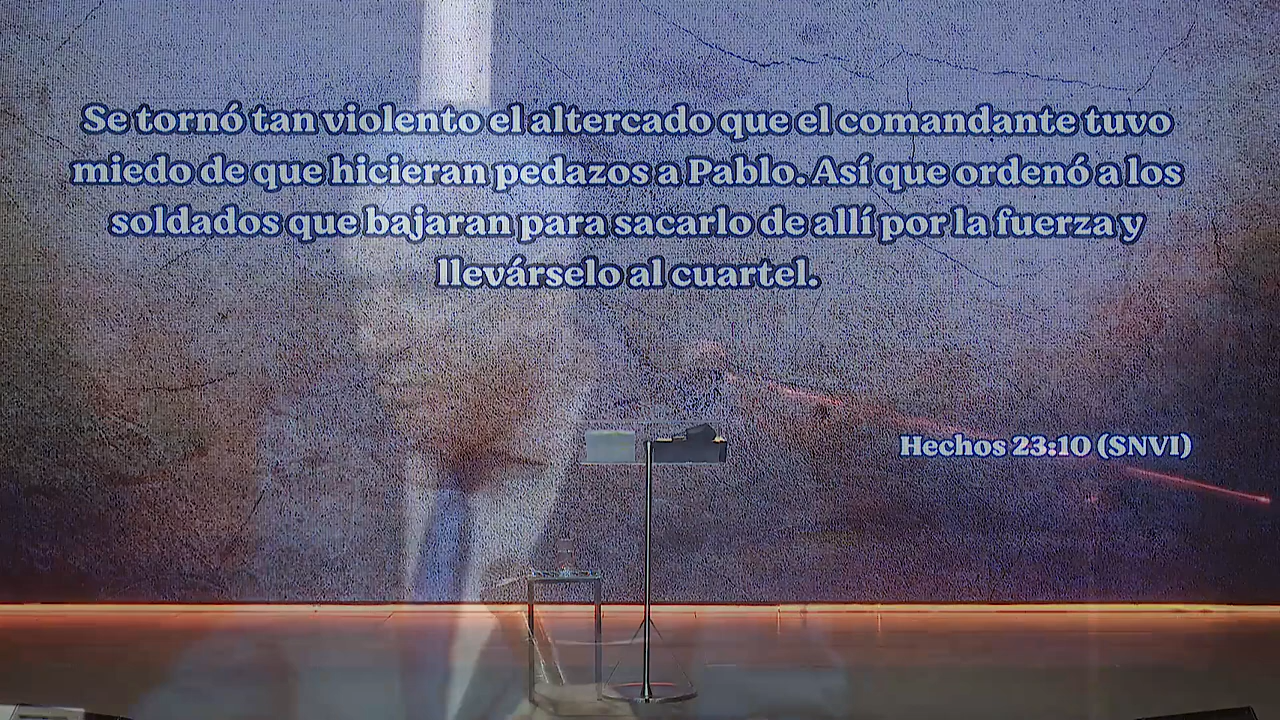 Se tornó tan violento el altercado que el comandante tuvo
miedo de que hicieran pedazos a Pablo. Así que ordenó a los
soldados que bajaran para sacarlo de allí por la fuerza y
llevárselo al cuartel.
Hechos 23:10 (SNVI)